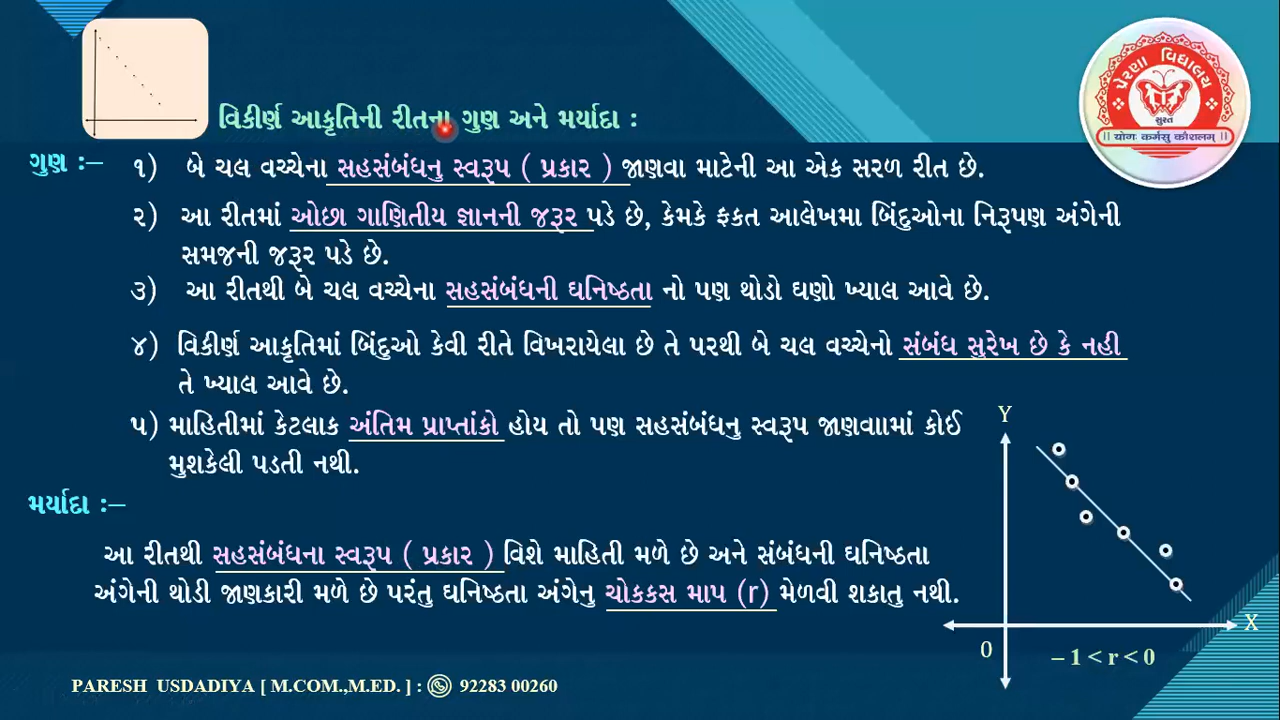 વિકીર્ણ આકૃતિની રીતના ગુણ અને મર્યાદા :
પ્રેરણા વિદ્યાલય
સુરત
|| યોગઃ કર્મસુ કૌશલમ્ ||
ગુણ :–
૧) બે ચલ વચ્ચેના સહસંબંધનુ સ્વરૂપ ( પ્રકાર ) જાણવા માટેની આ એક સરળ રીત છે.
૨) આ રીતમાં ઓછા ગાણિતીય જ્ઞાનની જરૂર પડે છે, કેમકે ફકત આલેખમા બિંદુઓના નિરૂપણ અંગેની
સમજની જરૂર પડે છે.
૩) આ રીતથી બે ચલ વચ્ચેના સહસંબંધની ઘનિષ્ઠતા નો પણ થોડો ઘણો ખ્યાલ આવે છે.
૪) વિકીર્ણ આકૃતિમાં બિંદુઓ કેવી રીતે વિખરાયેલા છે તે પરથી બે ચલ વચ્ચેનો સંબંધ સુરેખ છે કે નહી
તે ખ્યાલ આવે છે.
૫) માહિતીમાં કેટલાક અંતિમ પ્રાપ્તાંકો હોય તો પણ સહસંબંધનુ સ્વરૂપ જાણવાામાં કોઈ
મુશકેલી પડતી નથી.
મર્યાદા :–
આ રીતથી સહસંબંધના સ્વરૂપ ( પ્રકાર ) વિશે માહિતી મળે છે અને સંબંધની ઘનિષ્ઠતા
અંગેની થોડી જાણકારી મળે છે પરંતુ ઘનિષ્ઠતા અંગેનુ ચોકકસ માપ (r) મેળવી શકાતુ નથી.
Y
X
0
– 1 < r < 0
PARESH USDADIYA [ M.COM.,M.ED. ] : 92283 00260